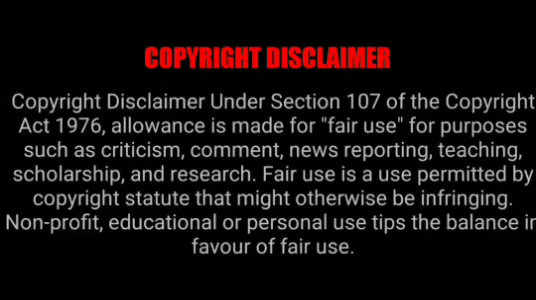 COPYRIGHT DISCLAIMER
Copyright Disclaimer Under Section 107 of the Copyright
Act 1976, allowance is made for "fair use" for purposes
such as criticism, comment, news reporting, teaching,
scholarship, and research. Fair use is a use permitted by
copyright statute that might otherwise be infringing.
Non-profit, educational or personal use tips the balance in
favour of fair use.